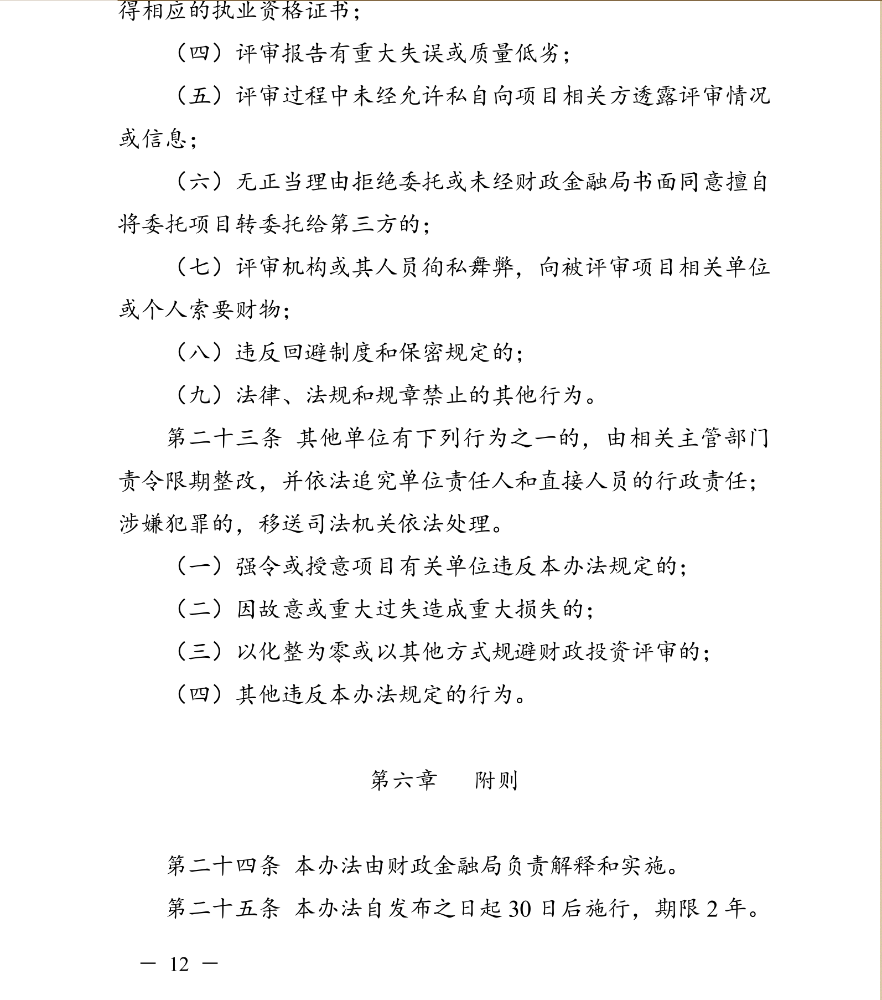 得相应的执业资格证书；
（四）评审报告有重大失误或质量低劣；
（五）评审过程中未经允许私自向项目相关方透露评审情况
或信息；
（六）无正当理由拒绝委托或未经财政金融局书面同意擅自
将委托项目转委托给第三方的；
（七）评审机构或其人员徇私舞弊，向被评审项目相关单位
或个人索要财物；
（八）违反回避制度和保密规定的；
（九）法律、法规和规章禁止的其他行为。
第二十三条 其他单位有下列行为之一的，由相关主管部门
责令限期整改，并依法追究单位责任人和直接人员的行政责任；
涉嫌犯罪的，移送司法机关依法处理。
（一）强令或授意项目有关单位违反本办法规定的；
（二）因故意或重大过失造成重大损失的；
（三）以化整为零或以其他方式规避财政投资评审的；
（四）其他违反本办法规定的行为。
第六章 附则
第二十四条 本办法由财政金融局负责解释和实施。
第二十五条 本办法自发布之日起 30 日后施行，期限 2 年。
－ 12 －